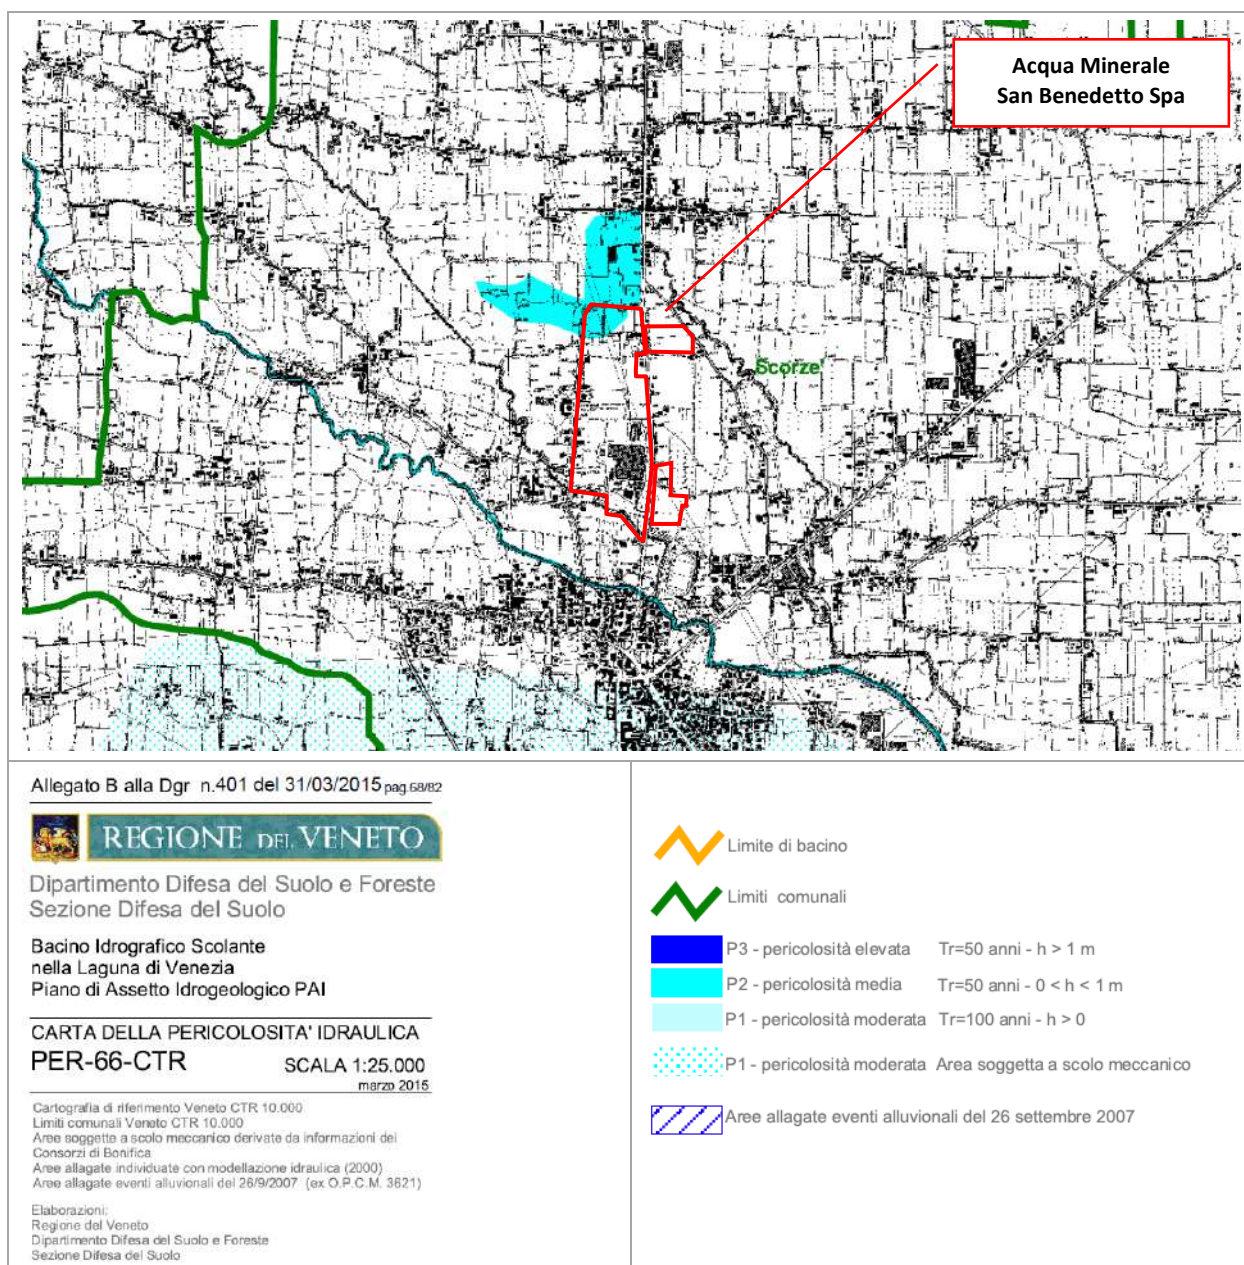 Acqua Minerale
San Benedetto Spa
Scorze'
Allegato B alla Dgr n.401 del 31/03/2015 pag.68/82
REGIONE DEL VENETO
Dipartimento Difesa del Suolo e Foreste
Sezione Difesa del Suolo
Bacino Idrografico Scolante
nella Laguna di Venezia
Piano di Assetto Idrogeologico PAI
CARTA DELLA PERICOLOSITA' IDRAULICA
PER-66-CTR SCALA 1:25.000
marzo 2015
Cartografia di riferimento Veneto CTR 10.000
Limiti comunali Veneto CTR 10.000
Aree soggette a scolo meccanico derivate da informazioni dei
Consorzi di Bonifica
Aree allagate individuate con modellazione idraulica (2000)
Aree allagate eventi alluvionali del 26/9/2007 (ex O.P.C.M. 3621)
Elaborazioni:
Regione del Veneto
Dipartimento Difesa del Suolo e Foreste
Sezione Difesa del Suolo
Limite di bacino
Limiti comunali
P3 - pericolosità elevata Tr=50 anni - h > 1 m
P2 - pericolosità media Tr=50 anni - 0 < h < 1 m
P1 - pericolosità moderata Tr=100 anni - h > 0
P1 - pericolosità moderata Area soggetta a scolo meccanico
Aree allagate eventi alluvionali del 26 settembre 2007